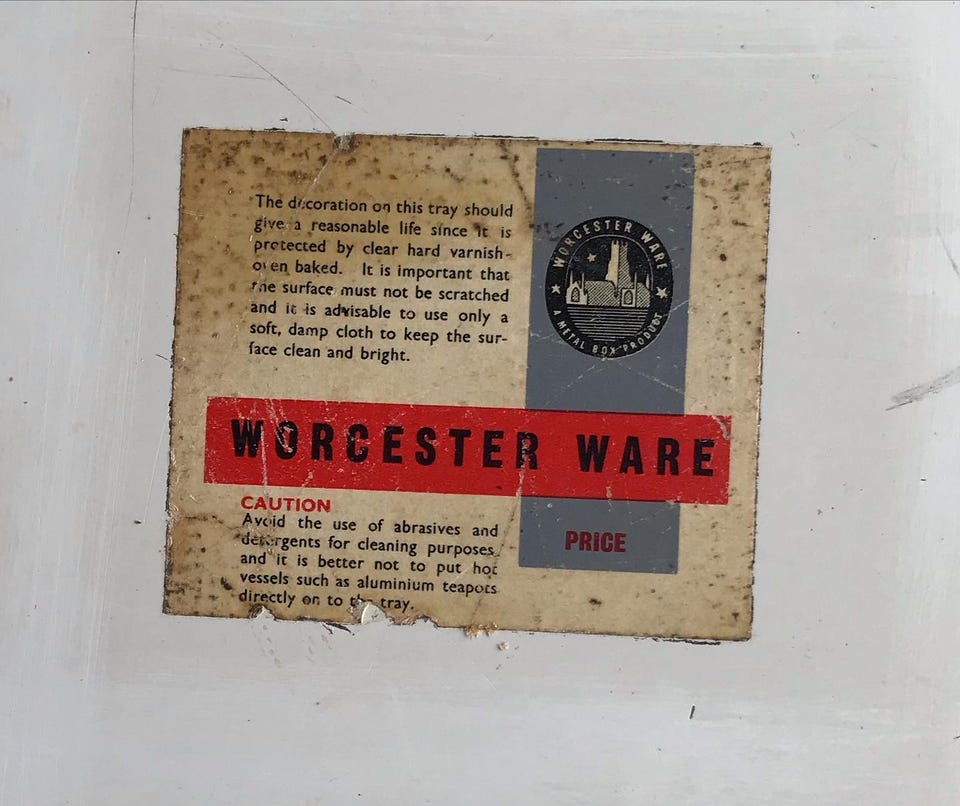 The decoration on this tray should
give a reasonable life since it is
protected by clear hard varnish-
oven baked. It is important that
the surface must not be scratched
and it is advisable to use only a
soft, damp cloth to keep the sur-
face clean and bright.
WORCESTER WARE
A METAL BOX PRODUCT
WORCESTER WARE
CAUTION
Avoid the use of abrasives and
detergents for cleaning purposes
and it is better not to put hot
vessels such as aluminium teapots
directly on to the tray.
PRICE